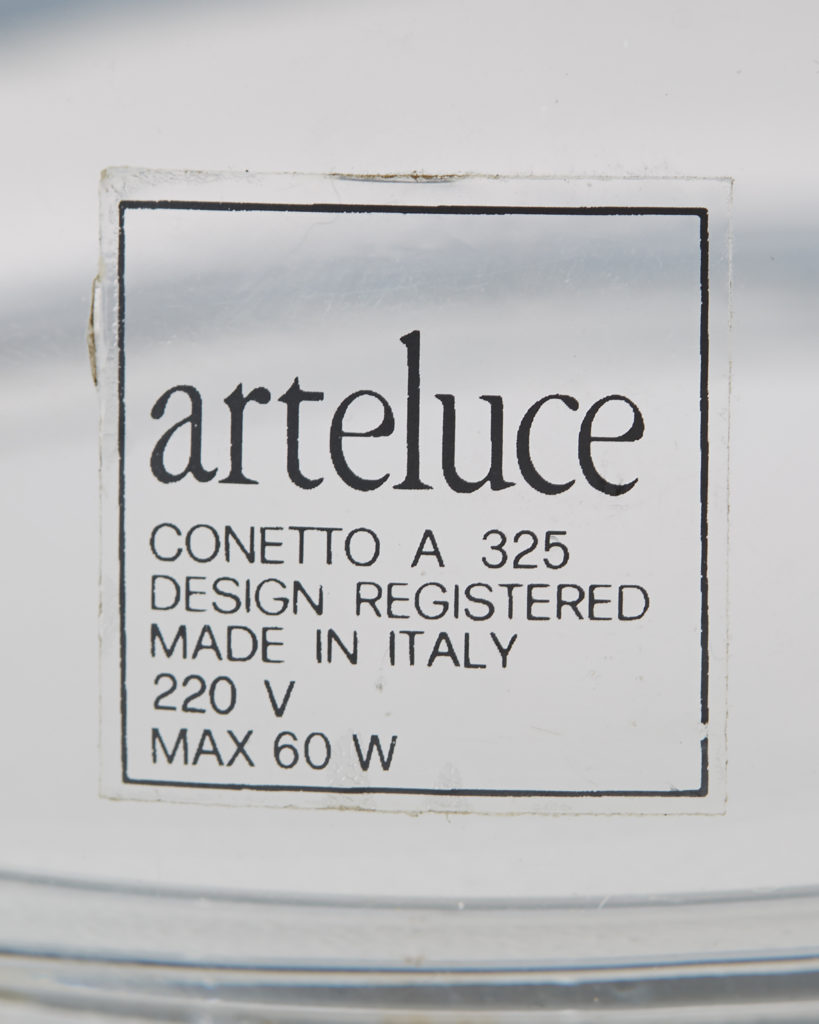 arteluce
CONETTO A 325
DESIGN REGISTERED
MADE IN ITALY
220 V
MAX 60 W